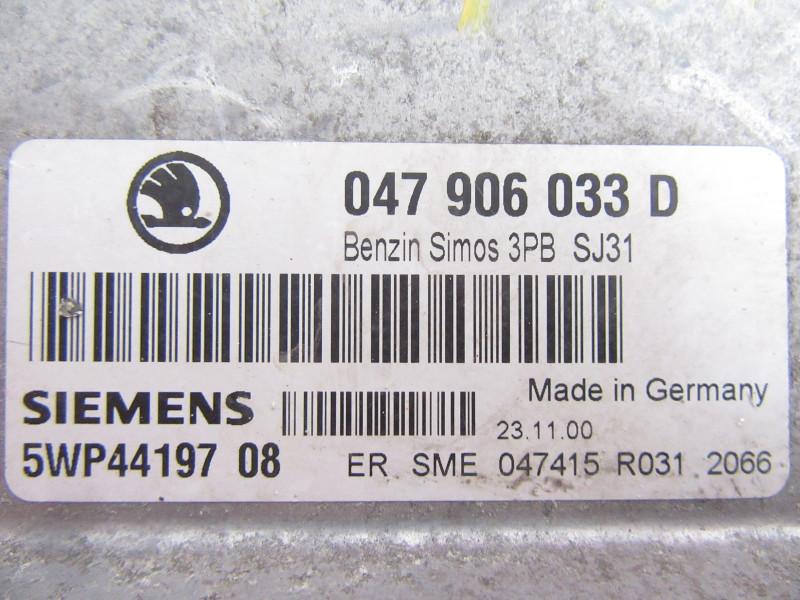 047 906 033 D
Benzin Simos 3PB SJ31
SIEMENS
Made in Germany
23.11.00
5WP44197 08
ER SME 047415 R031 2066